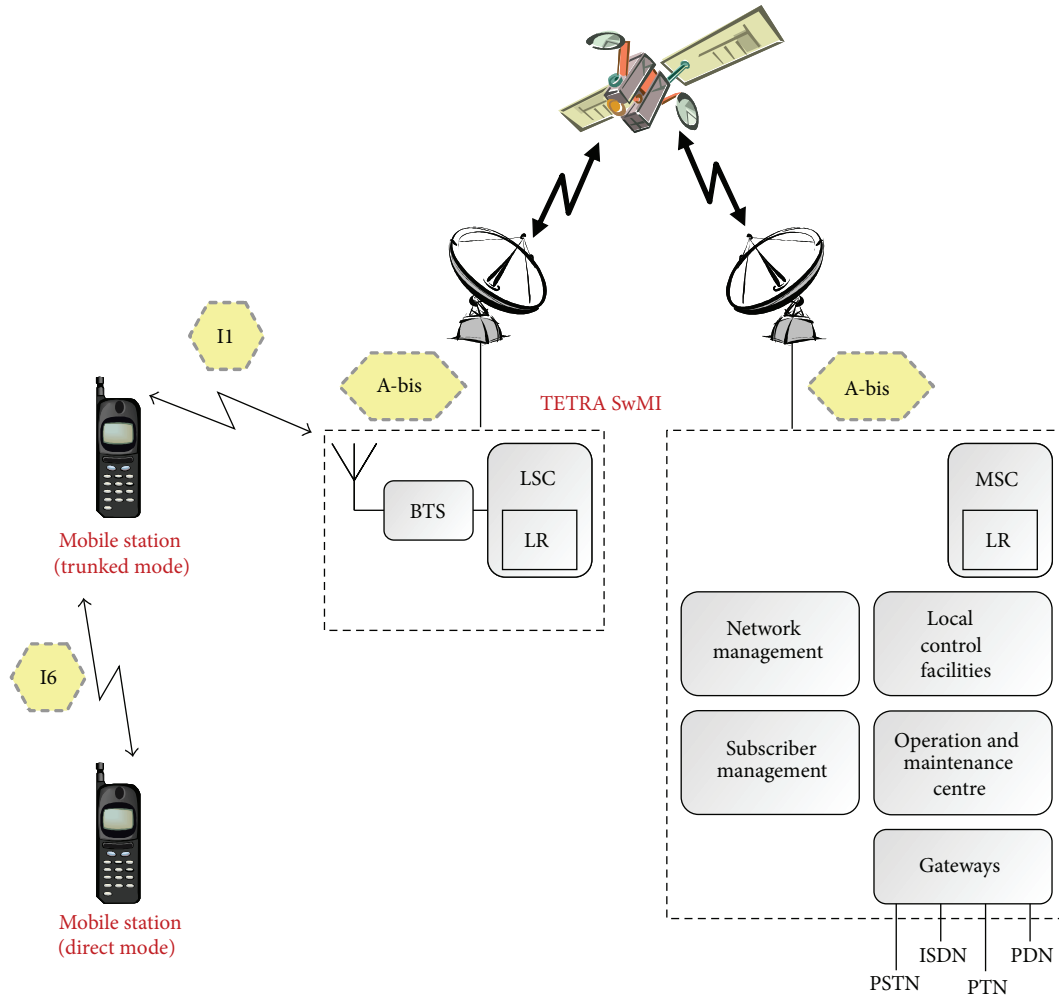 I1
A-bis
TETRA SwMI
A-bis
LSC
BTS
LR
MSC
LR
Mobile station
(trunked mode)
Network
management
Local
control
facilities
I6
Subscriber
management
Operation and
maintenance
centre
Gateways
Mobile station
(direct mode)
PSTN
ISDN
PTN
PDN